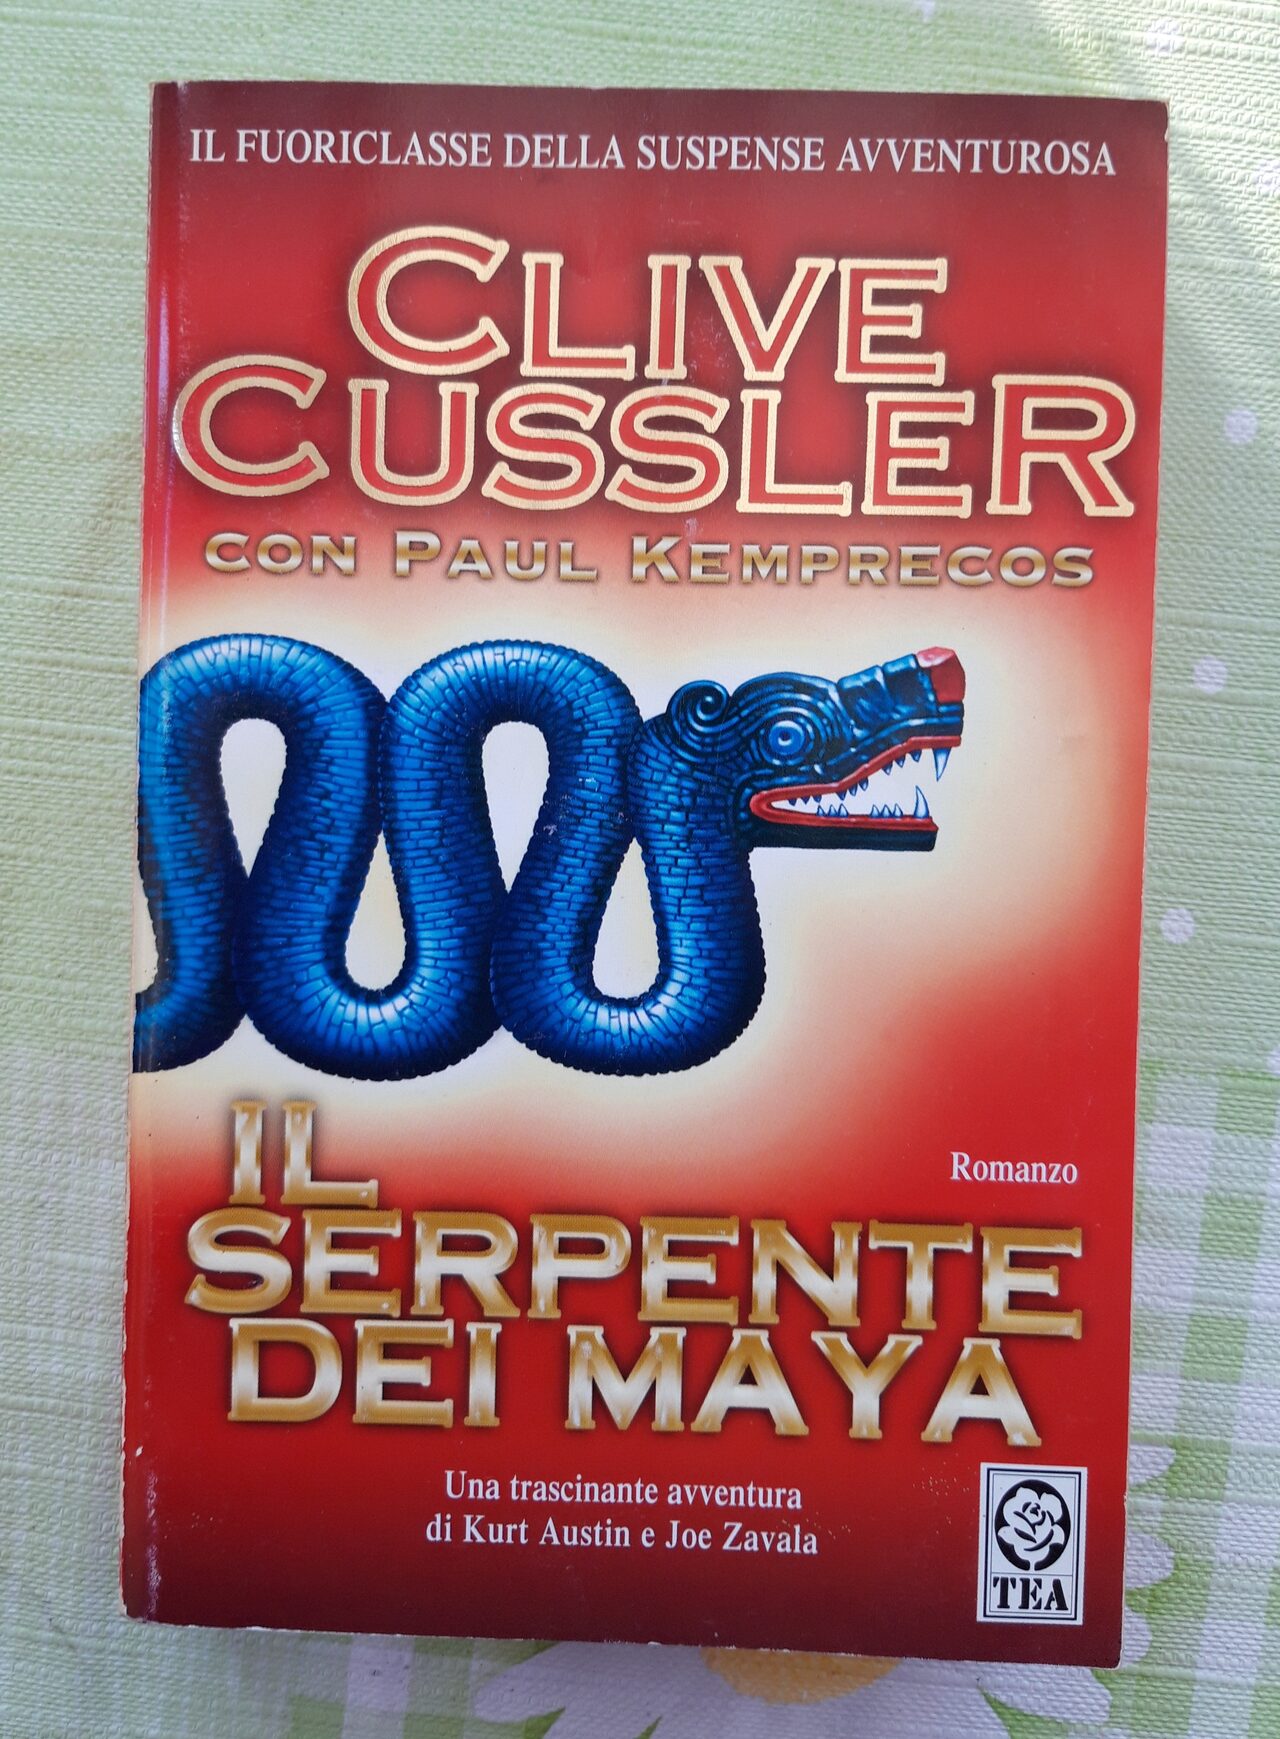 IL FUORICLASSE DELLA SUSPENSE AVVENTUROSA
CLIVE
CUSSLER
CON PAUL KEMPRECOS
IL
SERPENTE
DEI MAYA
Romanzo
Una trascinante avventura
di Kurt Austin e Joe Zavala
TEA